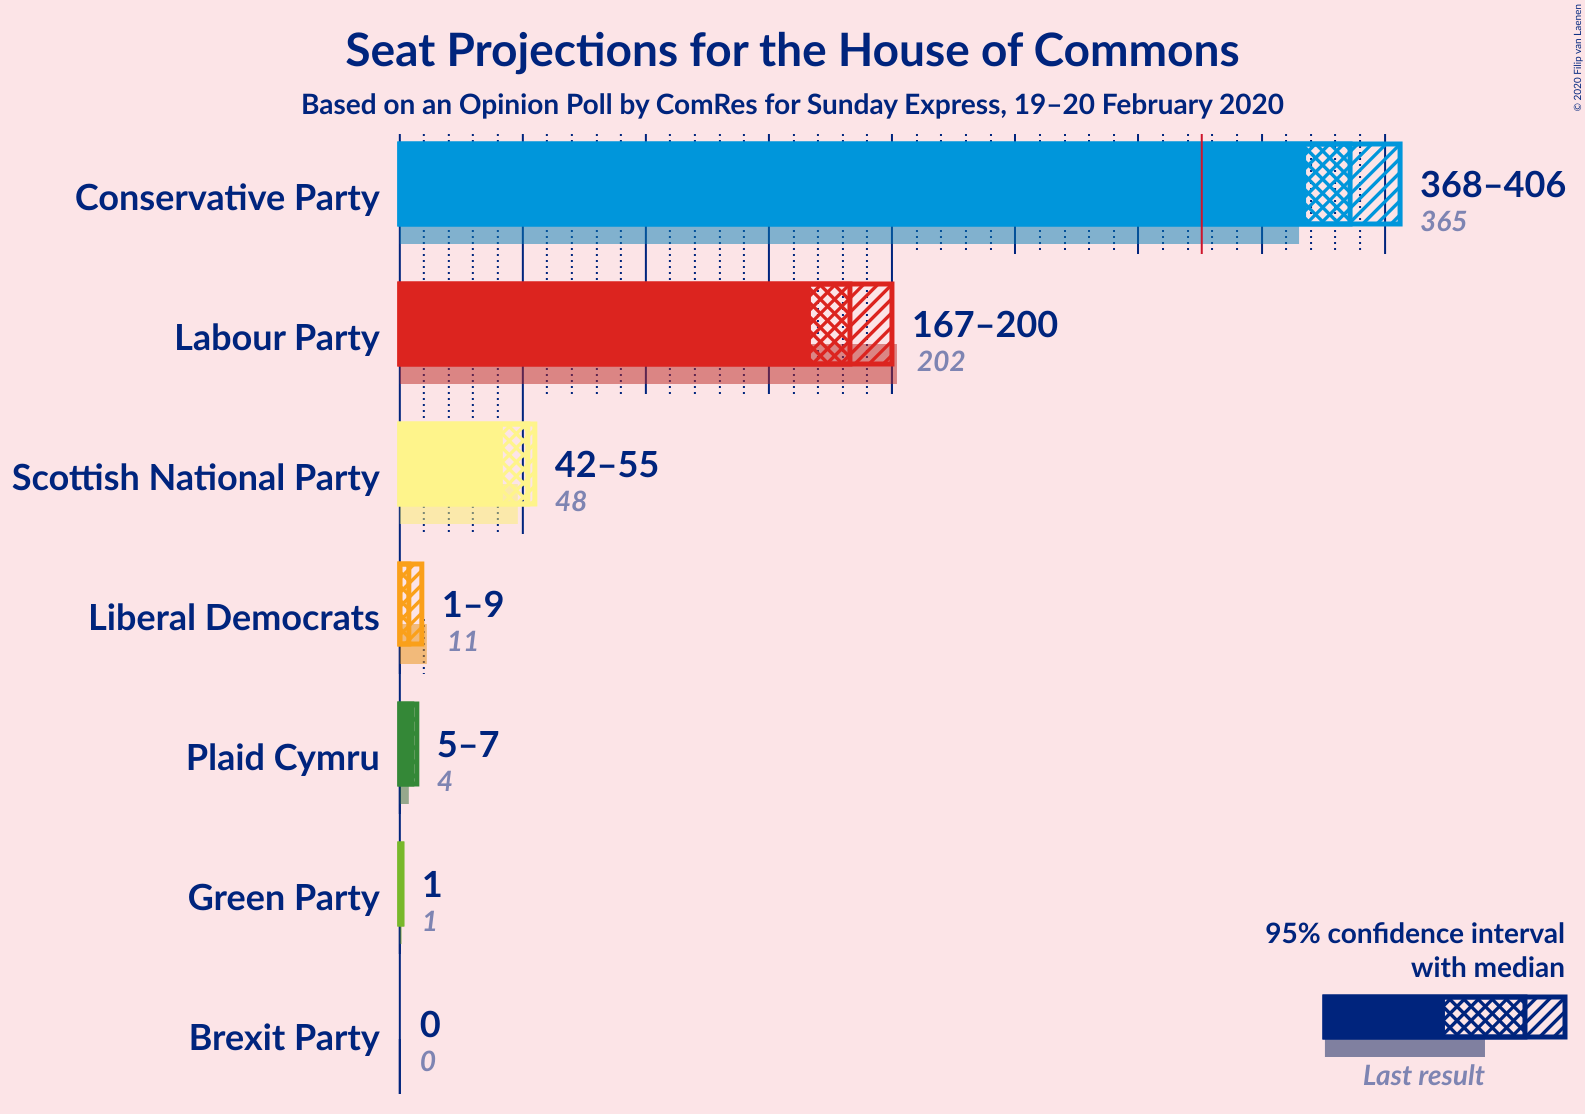 Seat Projections for the House of Commons
Based on an Opinion Poll by ComRes for Sunday Express, 19–20 February 2020
© 2020 Filip van Laenen
Conservative Party
368–406
365
Labour Party
167–200
202
Scottish National Party
42–55
48
Liberal Democrats
1–9
11
Plaid Cymru
5–7
4
Green Party
1
1
Brexit Party
0
0
95% confidence interval
with median
Last result